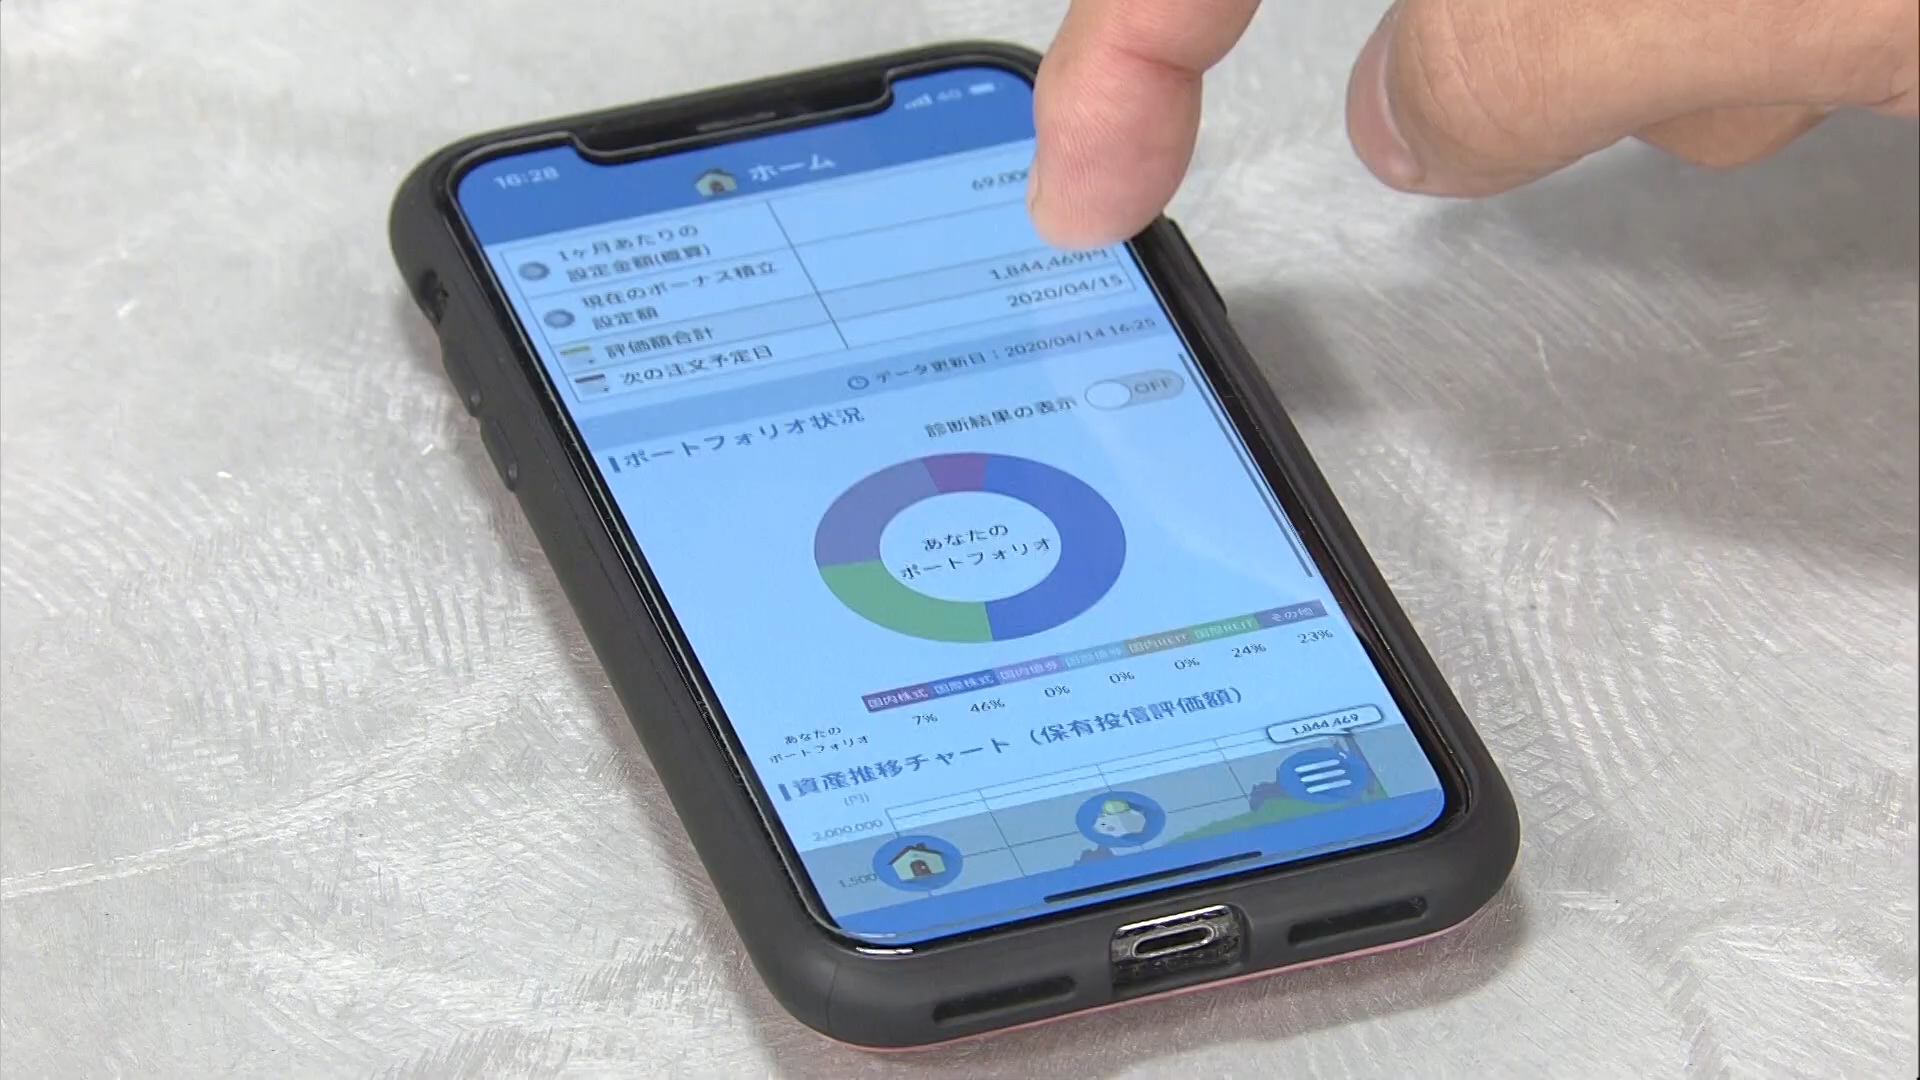 16:28
4G
ホーム
1ヶ月あたりの
設定金額(概算)
69,000
現在のボーナス積立
設定額
評価額合計
1,844,469円
次の注文予定日
2020/04/15
データ更新日：2020/04/14 16:25
ポートフォリオ状況
診断結果の表示 OFF
あなたの
ポートフォリオ
国内株式 国際株式 国内債券 国際債券 国内REIT 国際REIT その他
あなたの
ポートフォリオ
7% 46% 0% 0% 0% 24% 23%
資産推移チャート（保有投信評価額）
(円)
1,844,469
2,000,000
1,500